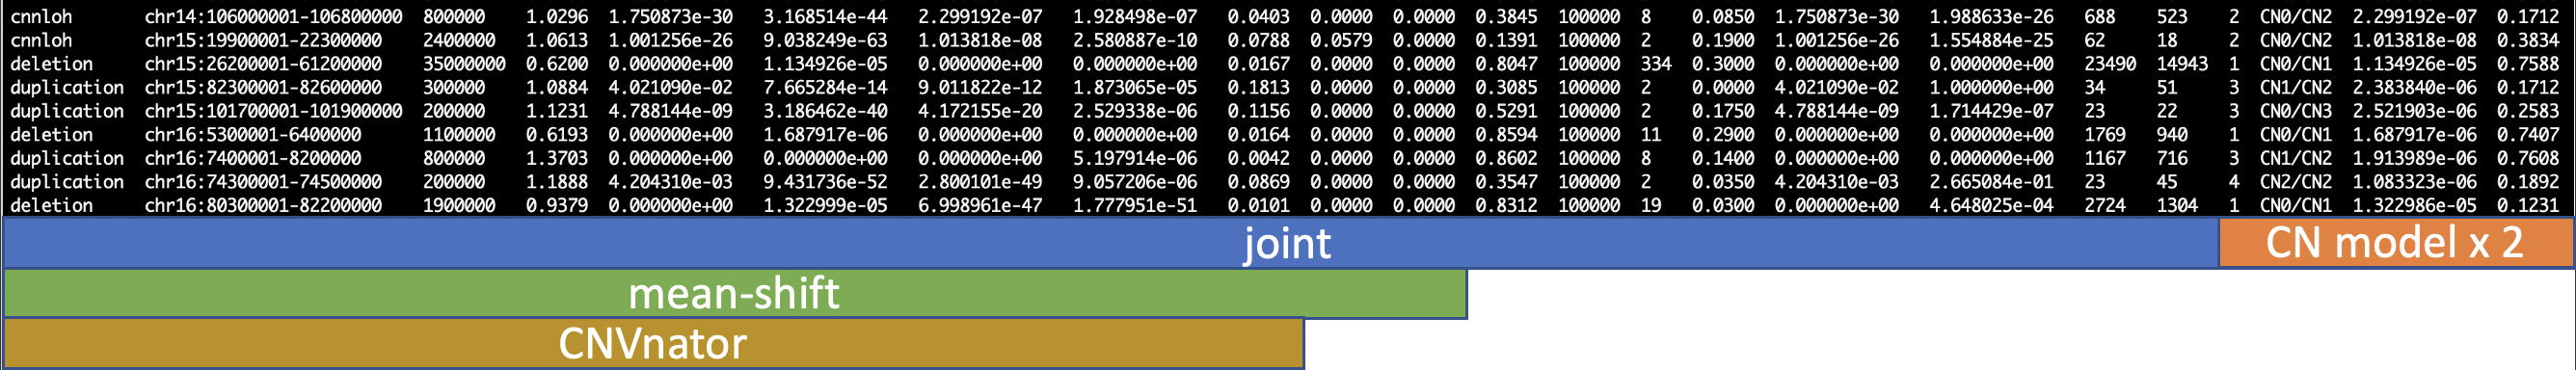 cnnloh chr14:106000001-106800000 800000 1.0296 1.750873e-30 3.168514e-44 2.299192e-07 1.928498e-07 0.0403 0.0000 0.0000 0.3845 100000 8 0.0850 1.750873e-30 1.988633e-26 688 523 2 CN0/CN2 2.299192e-07 0.1712
cnnloh chr15:19900001-22300000 2400000 1.0613 1.001256e-26 9.038249e-63 1.013818e-08 2.580887e-10 0.0788 0.0579 0.0000 0.1391 100000 2 0.1900 1.001256e-26 1.554884e-25 62 18 2 CN0/CN2 1.013818e-08 0.3834
deletion chr15:26200001-61200000 35000000 0.6200 0.000000e+00 1.134926e-05 0.000000e+00 0.000000e+00 0.0167 0.0000 0.0000 0.8047 100000 334 0.3000 0.000000e+00 0.000000e+00 23490 14943 1 CN0/CN1 1.134926e-05 0.7588
duplication chr15:82300001-82600000 300000 1.0884 4.021090e-02 7.665284e-14 9.011822e-12 1.873065e-05 0.1813 0.0000 0.0000 0.3085 100000 2 0.0000 4.021090e-02 1.000000e+00 34 51 3 CN1/CN2 2.383840e-06 0.1712
duplication chr15:101700001-101900000 200000 1.1231 4.788144e-09 3.186462e-40 4.172155e-20 2.529338e-06 0.1156 0.0000 0.0000 0.5291 100000 2 0.1750 4.788144e-09 1.714429e-07 23 22 3 CN0/CN3 2.521903e-06 0.2583
deletion chr16:5300001-6400000 1100000 0.6193 0.000000e+00 1.687917e-06 0.000000e+00 0.000000e+00 0.0164 0.0000 0.0000 0.8594 100000 11 0.2900 0.000000e+00 0.000000e+00 1769 940 1 CN0/CN1 1.687917e-06 0.7407
duplication chr16:7400001-8200000 800000 1.3703 0.000000e+00 0.000000e+00 0.000000e+00 5.197914e-06 0.0042 0.0000 0.0000 0.8602 100000 8 0.1400 0.000000e+00 0.000000e+00 1167 716 3 CN1/CN2 1.913989e-06 0.7608
duplication chr16:74300001-74500000 200000 1.1888 4.204310e-03 9.431736e-52 2.800101e-49 9.057206e-06 0.0869 0.0000 0.0000 0.3547 100000 2 0.0350 4.204310e-03 2.665084e-01 23 45 4 CN2/CN2 1.083323e-06 0.1892
deletion chr16:80300001-82200000 1900000 0.9379 0.000000e+00 1.322999e-05 6.998961e-47 1.777951e-51 0.0101 0.0000 0.0000 0.8312 100000 19 0.0300 0.000000e+00 4.648025e-04 2724 1304 1 CN0/CN1 1.322986e-05 0.1231
joint CN model x 2
mean-shift
CNVnator